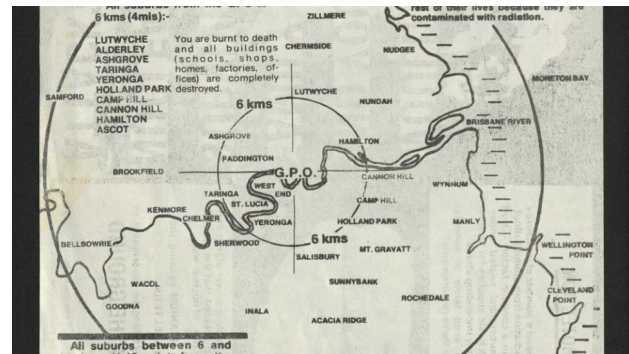 6 kms (4mls):-
rest of their lives because they are
contaminated with radiation.
LUTWYCHE
ALDERLEY
ASHGROVE
TARINGA
YERONGA
HOLLAND PARK
CAMP HILL
CANNON HILL
HAMILTON
ASCOT
You are burnt to death
and all buildings
(schools, shops,
homes, factories, of-
fices) are completely
destroyed.
ZILLMERE
CHERMSIDE
NUDGEE
MORETON BAY
SAMFORD
LUTWYCHE
6 kms
NUNDAH
BRISBANE RIVER
ASHGROVE
HAMILTON
PADDINGTON
BROOKFIELD
G.P.O.
CANNON HILL
WEST
END
WYNNUM
TARINGA
ST. LUCIA
CAMP HILL
KENMORE
CHELMER
YERONGA
HOLLAND PARK
MANLY
BELLBOWRIE
SHERWOOD
6 kms
MT. GRAVATT
WELLINGTON
POINT
SALISBURY
WACOL
SUNNYBANK
CLEVELAND
POINT
GOODNA
ROCHEDALE
INALA
ACACIA RIDGE
All suburbs between 6 and